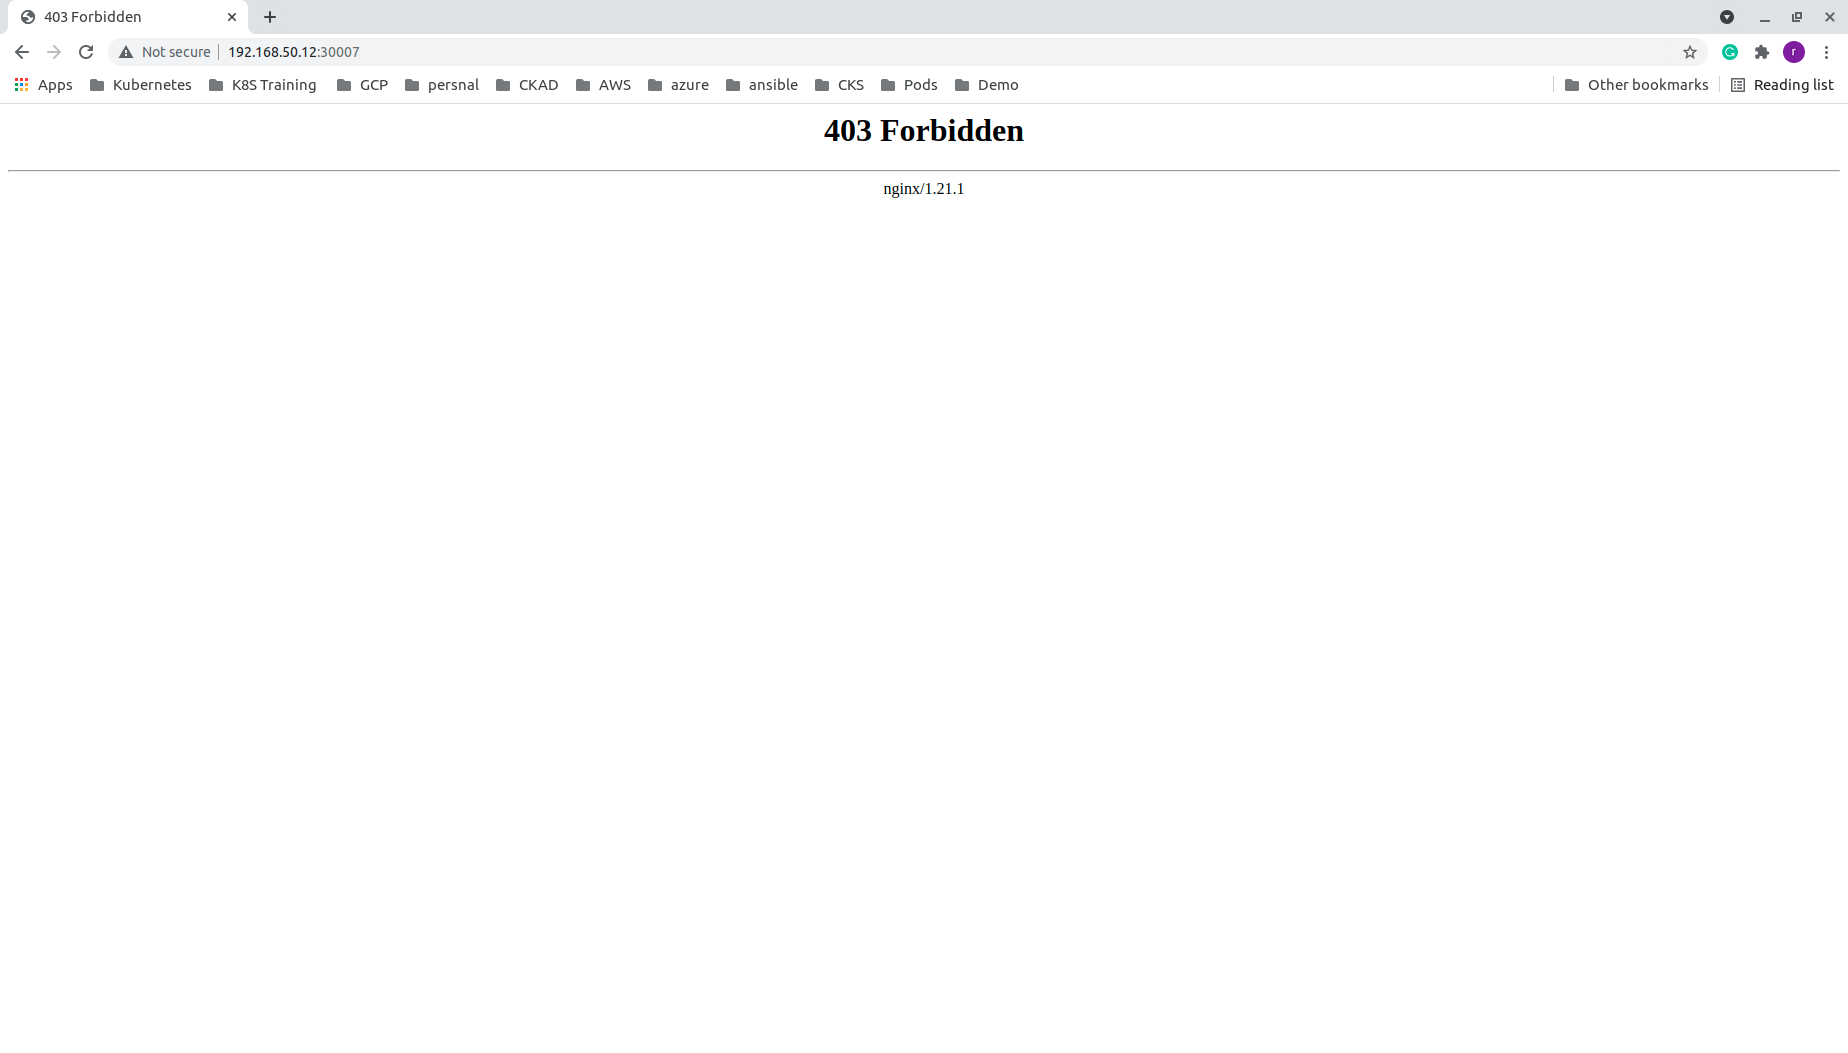 403 Forbidden
Not secure 192.168.50.12:30007
r
Apps Kubernetes K8S Training GCP persnal CKAD AWS azure ansible CKS Pods Demo Other bookmarks Reading list
403 Forbidden
nginx/1.21.1